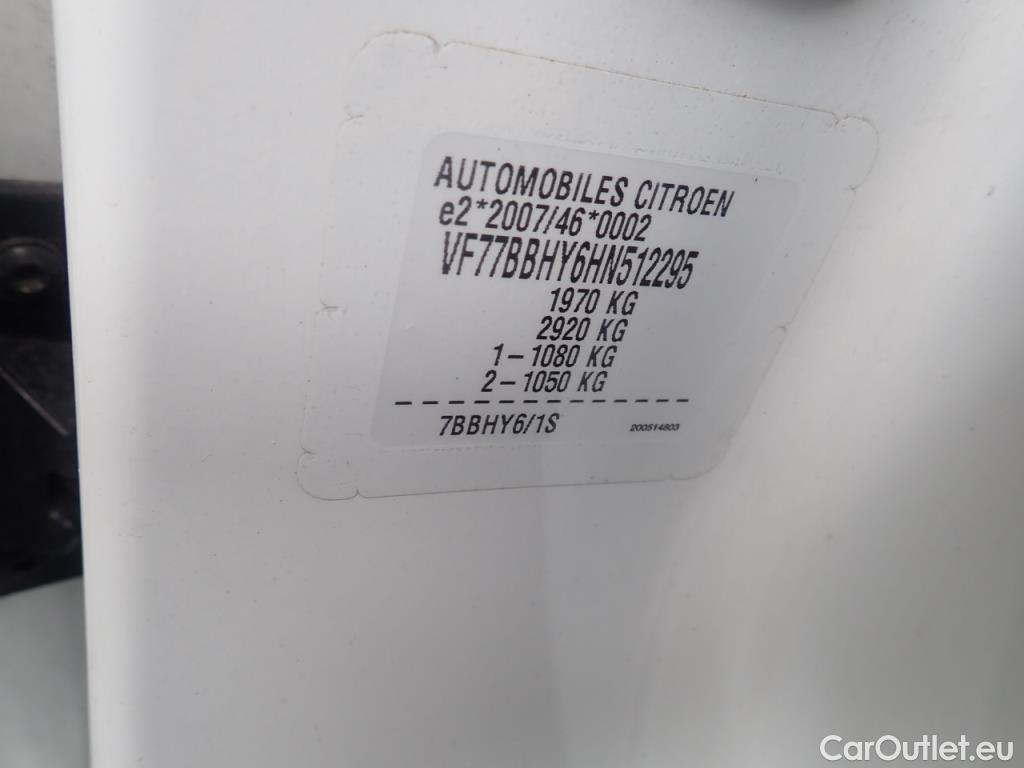 AUTOMOBILES CITROEN
e2*2007/46*0002
VF77BBHY6HN512295
1970 KG
2920 KG
1-1080 KG
2-1050 KG
7BBHY6/1S 200514803
CarOutlet.eu